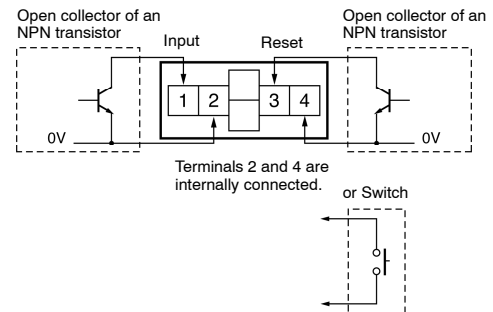 Open collector of an
NPN transistor
Input
Reset
Open collector of an
NPN transistor
1 2 3 4
0V
0V
Terminals 2 and 4 are
internally connected.
or Switch